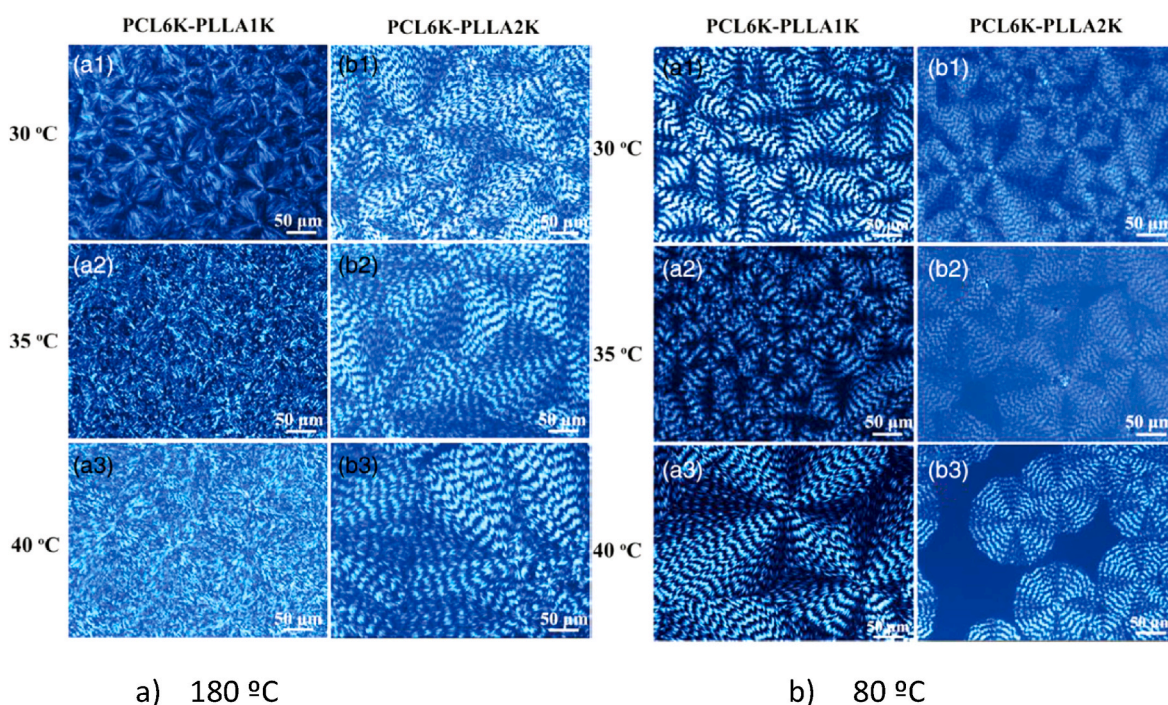 PCL6K-PLLA1K PCL6K-PLLA2K PCL6K-PLLA1K PCL6K-PLLA2K
(a1) (b1) (a1) (b1)
30 ºC 30 ºC
50 µm 50 µm 50 µm 50 µm
(a2) (b2) (a2) (b2)
35 ºC 35 ºC
50 µm 50 µm 50 µm 50 µm
(a3) (b3) (a3) (b3)
40 ºC 40 ºC
50 µm 50 µm 50 µm 50 µm
a) 180 ºC b) 80 ºC